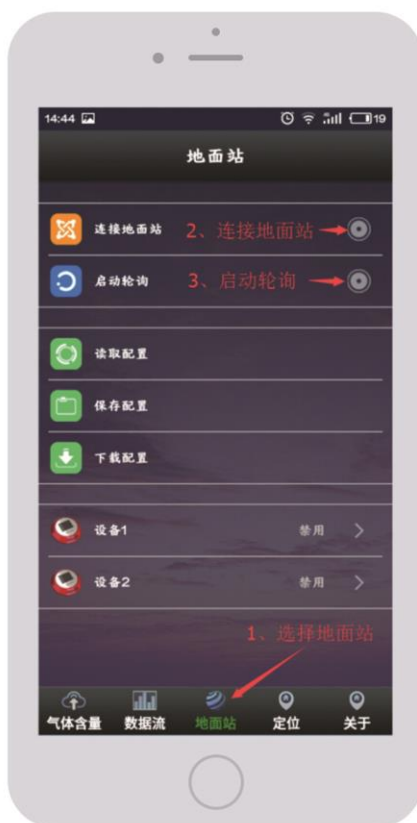 14:44 19
地面站
连接地面站 2、连接地面站
启动轮询 3、启动轮询
读取配置
保存配置
下载配置
设备1 禁用
设备2 禁用
1、选择地面站
气体含量 数据流 地面站 定位 关于